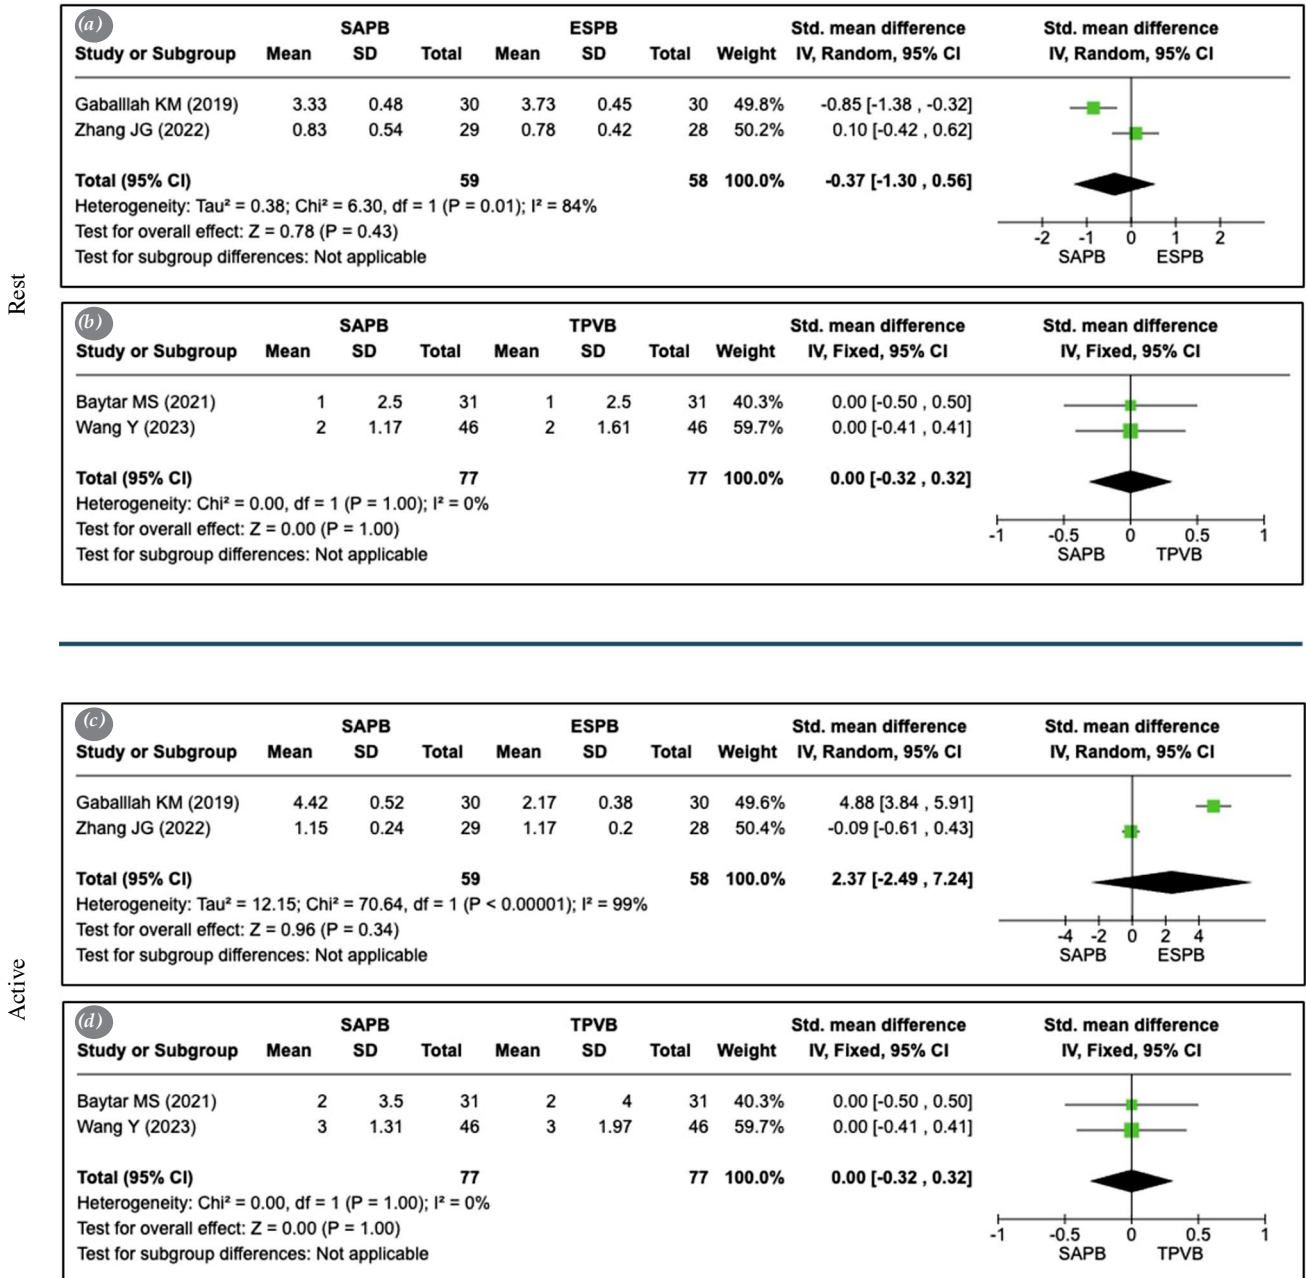 Rest
(a)
SAPB ESPB Std. mean difference Std. mean difference
Study or Subgroup Mean SD Total Mean SD Total Weight IV, Random, 95% CI IV, Random, 95% CI
Gaballlah KM (2019) 3.33 0.48 30 3.73 0.45 30 49.8% -0.85 [-1.38 , -0.32]
Zhang JG (2022) 0.83 0.54 29 0.78 0.42 28 50.2% 0.10 [-0.42 , 0.62]
Total (95% CI) 59 58 100.0% -0.37 [-1.30 , 0.56]
Heterogeneity: Tau² = 0.38; Chi² = 6.30, df = 1 (P = 0.01); I² = 84%
Test for overall effect: Z = 0.78 (P = 0.43)
Test for subgroup differences: Not applicable
-2 -1 0 1 2
SAPB ESPB
(b)
SAPB TPVB Std. mean difference Std. mean difference
Study or Subgroup Mean SD Total Mean SD Total Weight IV, Fixed, 95% CI IV, Fixed, 95% CI
Baytar MS (2021) 1 2.5 31 1 2.5 31 40.3% 0.00 [-0.50 , 0.50]
Wang Y (2023) 2 1.17 46 2 1.61 46 59.7% 0.00 [-0.41 , 0.41]
Total (95% CI) 77 77 100.0% 0.00 [-0.32 , 0.32]
Heterogeneity: Chi² = 0.00, df = 1 (P = 1.00); I² = 0%
Test for overall effect: Z = 0.00 (P = 1.00)
Test for subgroup differences: Not applicable
-1 -0.5 0 0.5 1
SAPB TPVB
Active
(c)
SAPB ESPB Std. mean difference Std. mean difference
Study or Subgroup Mean SD Total Mean SD Total Weight IV, Random, 95% CI IV, Random, 95% CI
Gaballlah KM (2019) 4.42 0.52 30 2.17 0.38 30 49.6% 4.88 [3.84 , 5.91]
Zhang JG (2022) 1.15 0.24 29 1.17 0.2 28 50.4% -0.09 [-0.61 , 0.43]
Total (95% CI) 59 58 100.0% 2.37 [-2.49 , 7.24]
Heterogeneity: Tau² = 12.15; Chi² = 70.64, df = 1 (P < 0.00001); I² = 99%
Test for overall effect: Z = 0.96 (P = 0.34)
Test for subgroup differences: Not applicable
-4 -2 0 2 4
SAPB ESPB
(d)
SAPB TPVB Std. mean difference Std. mean difference
Study or Subgroup Mean SD Total Mean SD Total Weight IV, Fixed, 95% CI IV, Fixed, 95% CI
Baytar MS (2021) 2 3.5 31 2 4 31 40.3% 0.00 [-0.50 , 0.50]
Wang Y (2023) 3 1.31 46 3 1.97 46 59.7% 0.00 [-0.41 , 0.41]
Total (95% CI) 77 77 100.0% 0.00 [-0.32 , 0.32]
Heterogeneity: Chi² = 0.00, df = 1 (P = 1.00); I² = 0%
Test for overall effect: Z = 0.00 (P = 1.00)
Test for subgroup differences: Not applicable
-1 -0.5 0 0.5 1
SAPB TPVB